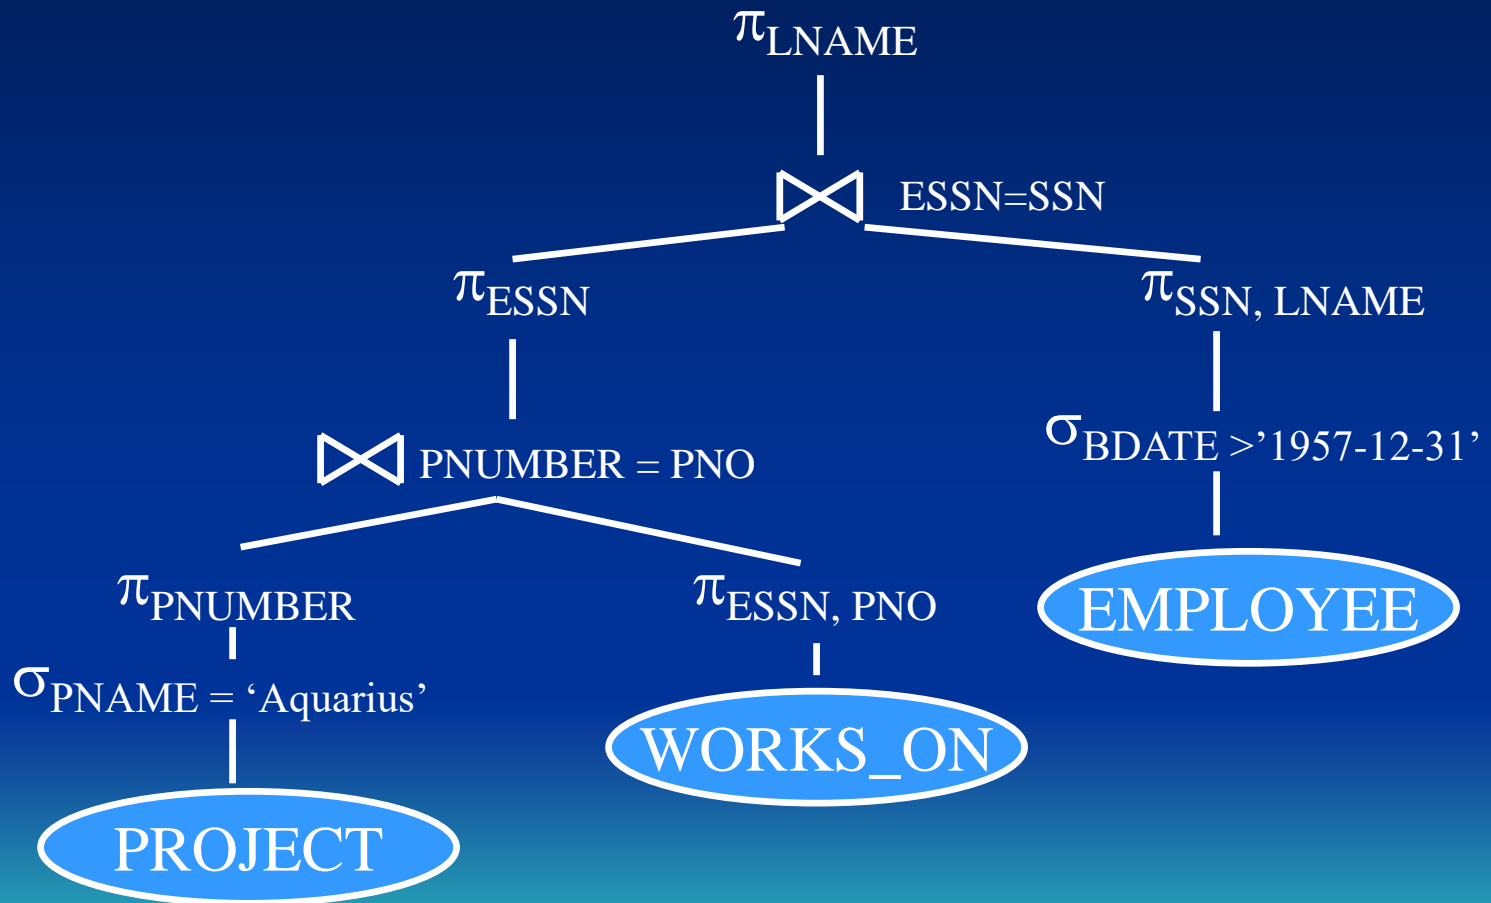 πLNAME
ESSN=SSN
πESSN
πSSN, LNAME
σBDATE >’1957-12-31’
PNUMBER = PNO
πPNUMBER
πESSN, PNO
EMPLOYEE
σPNAME = ‘Aquarius’
WORKS_ON
PROJECT